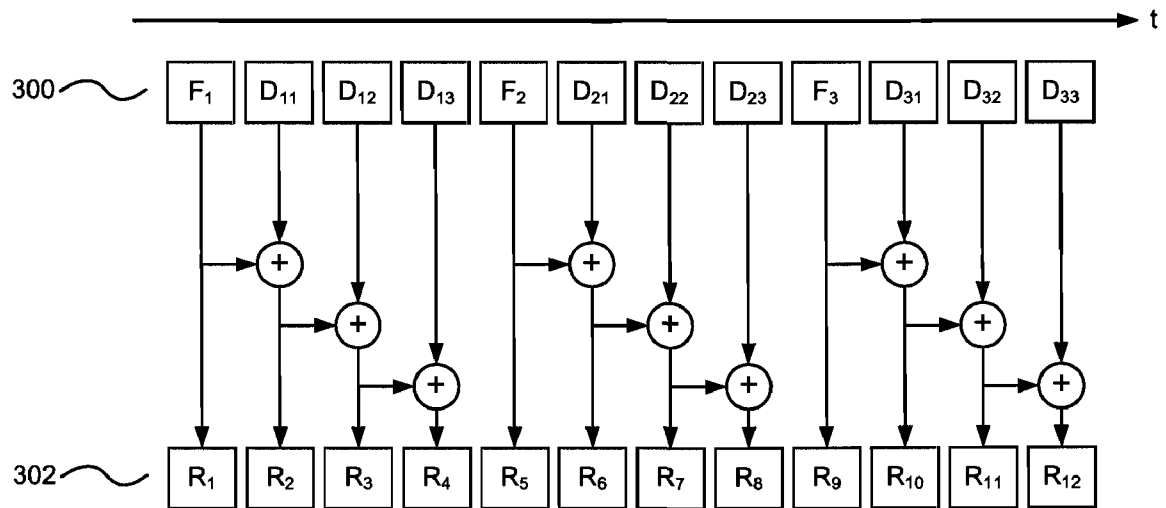 t
300 F₁ D₁₁ D₁₂ D₁₃ F₂ D₂₁ D₂₂ D₂₃ F₃ D₃₁ D₃₂ D₃₃
+ + +
+ + +
+ + +
302 R₁ R₂ R₃ R₄ R₅ R₆ R₇ R₈ R₉ R₁₀ R₁₁ R₁₂